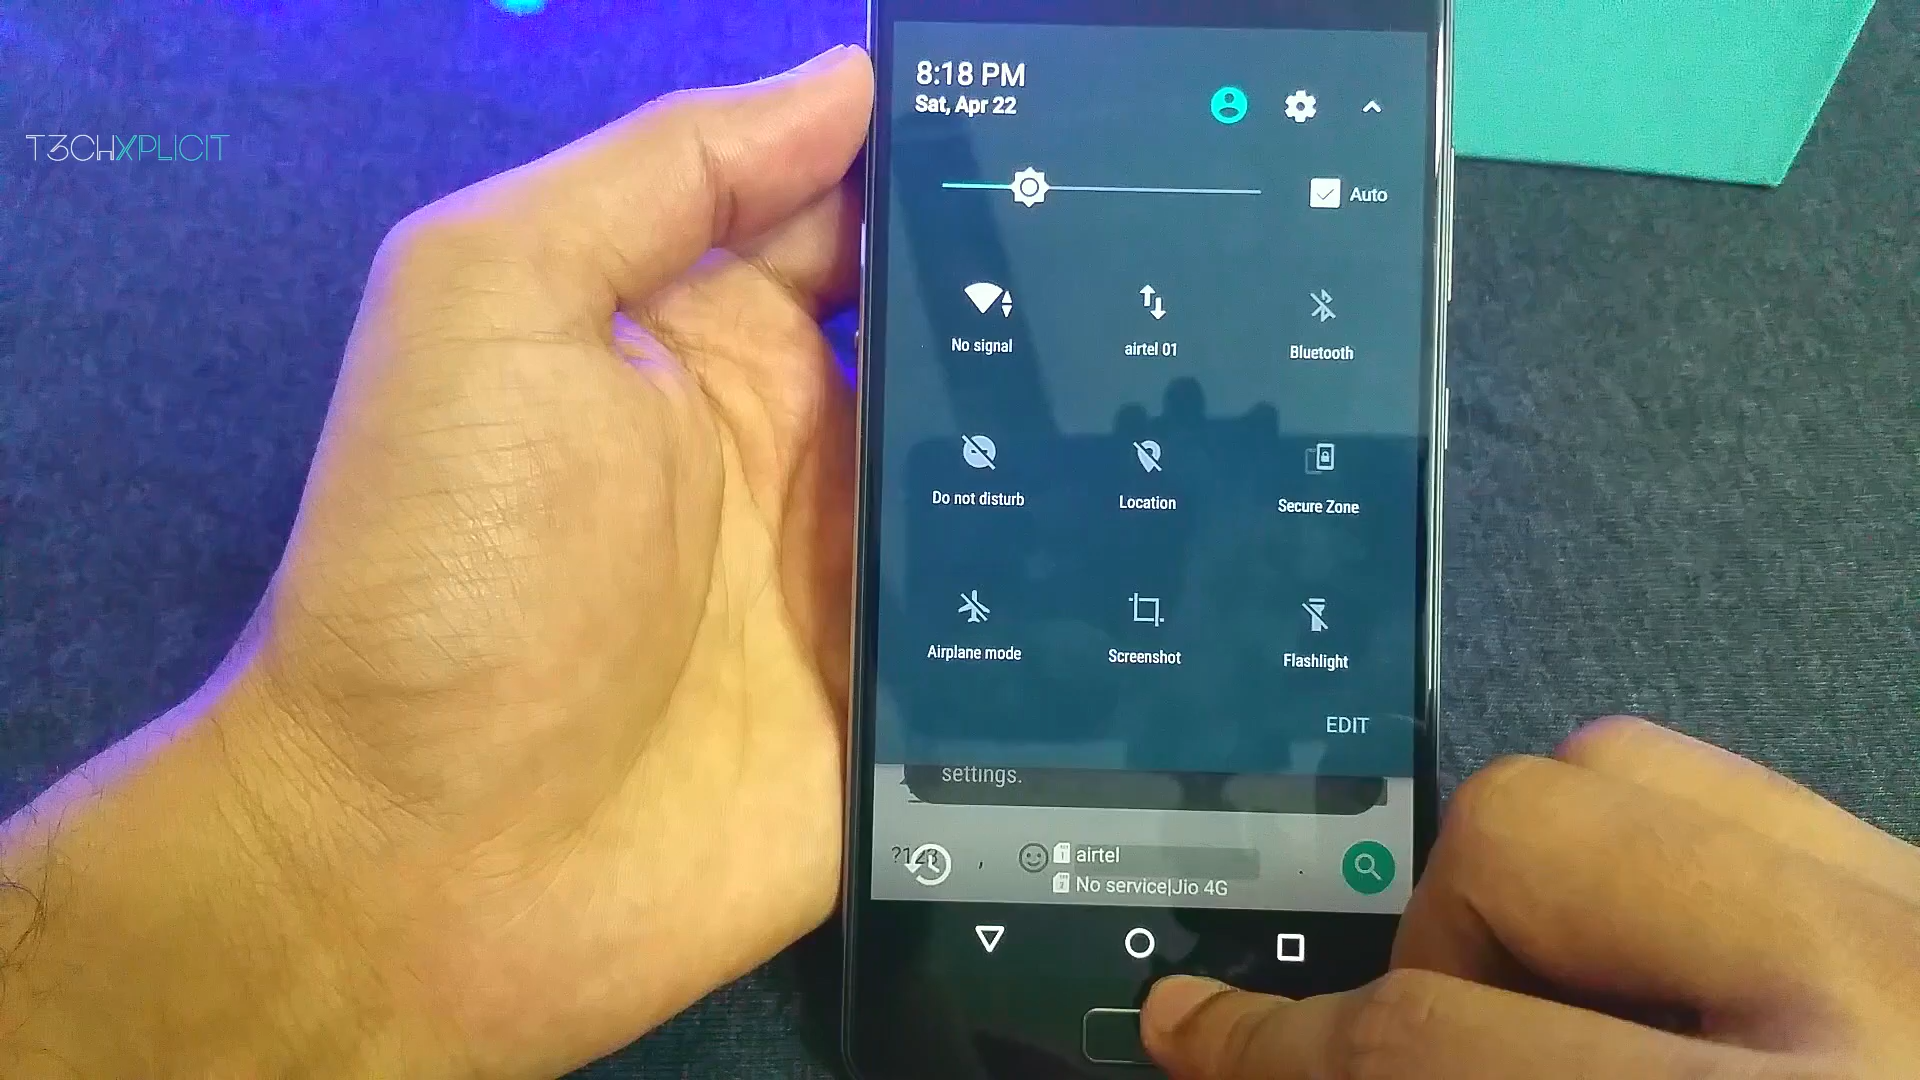 T3CHXPLICIT
8:18 PM
Sat, Apr 22
Auto
No signal
airtel 01
Bluetooth
Do not disturb
Location
Secure Zone
Airplane mode
Screenshot
Flashlight
EDIT
settings.
?123
,
.
airtel
No service|Jio 4G